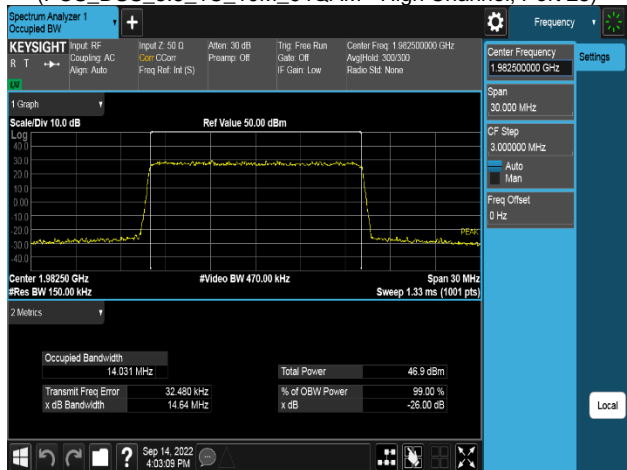 Spectrum Analyzer 1
Occupied BW
Frequency
KEYSIGHT
R T
Input: RF
Coupling: AC
Align: Auto
Input Z: 50 Ω
Corr CCorr
Freq Ref: Int (S)
Atten: 30 dB
Preamp: Off
Trig: Free Run
Gate: Off
IF Gain: Low
Center Freq: 1.982500000 GHz
Avg|Hold: 300/300
Radio Std: None
1 Graph
Scale/Div 10.0 dB
Ref Value 50.00 dBm
Log
40.0
30.0
20.0
10.0
0.00
-10.0
-20.0
-30.0
-40.0
PEAK
Center 1.98250 GHz
#Video BW 470.00 kHz
Span 30 MHz
#Res BW 150.00 kHz
Sweep 1.33 ms (1001 pts)
2 Metrics
Occupied Bandwidth
14.031 MHz
Transmit Freq Error 32.480 kHz
x dB Bandwidth 14.64 MHz
Total Power 46.9 dBm
% of OBW Power 99.00 %
x dB -26.00 dB
Center Frequency
1.982500000 GHz
Settings
Span
30.000 MHz
CF Step
3.000000 MHz
Auto
Man
Freq Offset
0 Hz
Local
Sep 14, 2022
4:03:09 PM